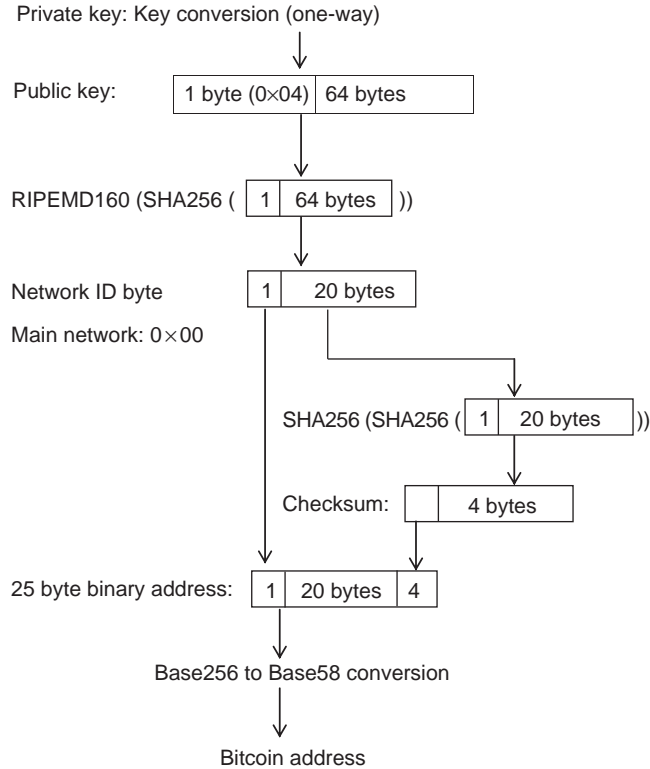 Private key: Key conversion (one-way)
Public key: 1 byte (0×04) 64 bytes
RIPEMD160 (SHA256 ( 1 64 bytes ))
Network ID byte 1 20 bytes
Main network: 0×00
SHA256 (SHA256 ( 1 20 bytes ))
Checksum: 4 bytes
25 byte binary address: 1 20 bytes 4
Base256 to Base58 conversion
Bitcoin address